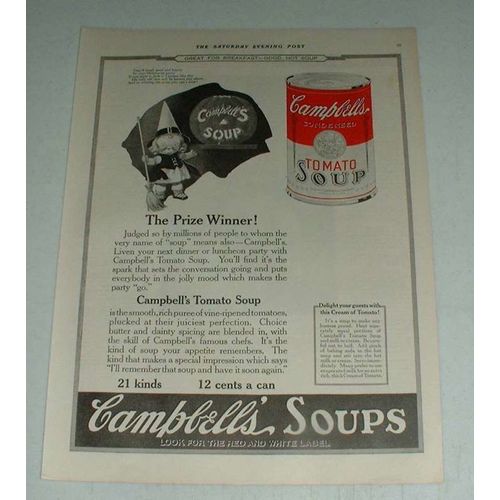 THE SATURDAY EVENING POST
GREAT FOR BREAKFAST—GOOD, HOT SOUP
Campbell's
SOUP
Campbell's
CONDENSED
TOMATO
SOUP
The Prize Winner!
Judged so by millions of people to whom the
very name of "soup" means also—Campbell's.
Liven your next dinner or luncheon party with
Campbell's Tomato Soup. You'll find it's the
spark that sets the conversation going and puts
everybody in the jolly mood which makes the
party "go."
Campbell's Tomato Soup
is the smooth, rich puree of vine-ripened tomatoes,
plucked at their juiciest perfection. Choice
butter and dainty spicing are blended in, with
the skill of Campbell's famous chefs. It's the
kind of soup your appetite remembers. The
kind that makes a special impression which says
"I'll remember that soup and have it soon again."
21 kinds 12 cents a can
Delight your guests with
this Cream of Tomato!
Campbell's SOUPS
LOOK FOR THE RED AND WHITE LABEL